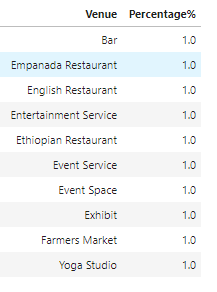 Venue Percentage%
Bar 1.0
Empanada Restaurant 1.0
English Restaurant 1.0
Entertainment Service 1.0
Ethiopian Restaurant 1.0
Event Service 1.0
Event Space 1.0
Exhibit 1.0
Farmers Market 1.0
Yoga Studio 1.0